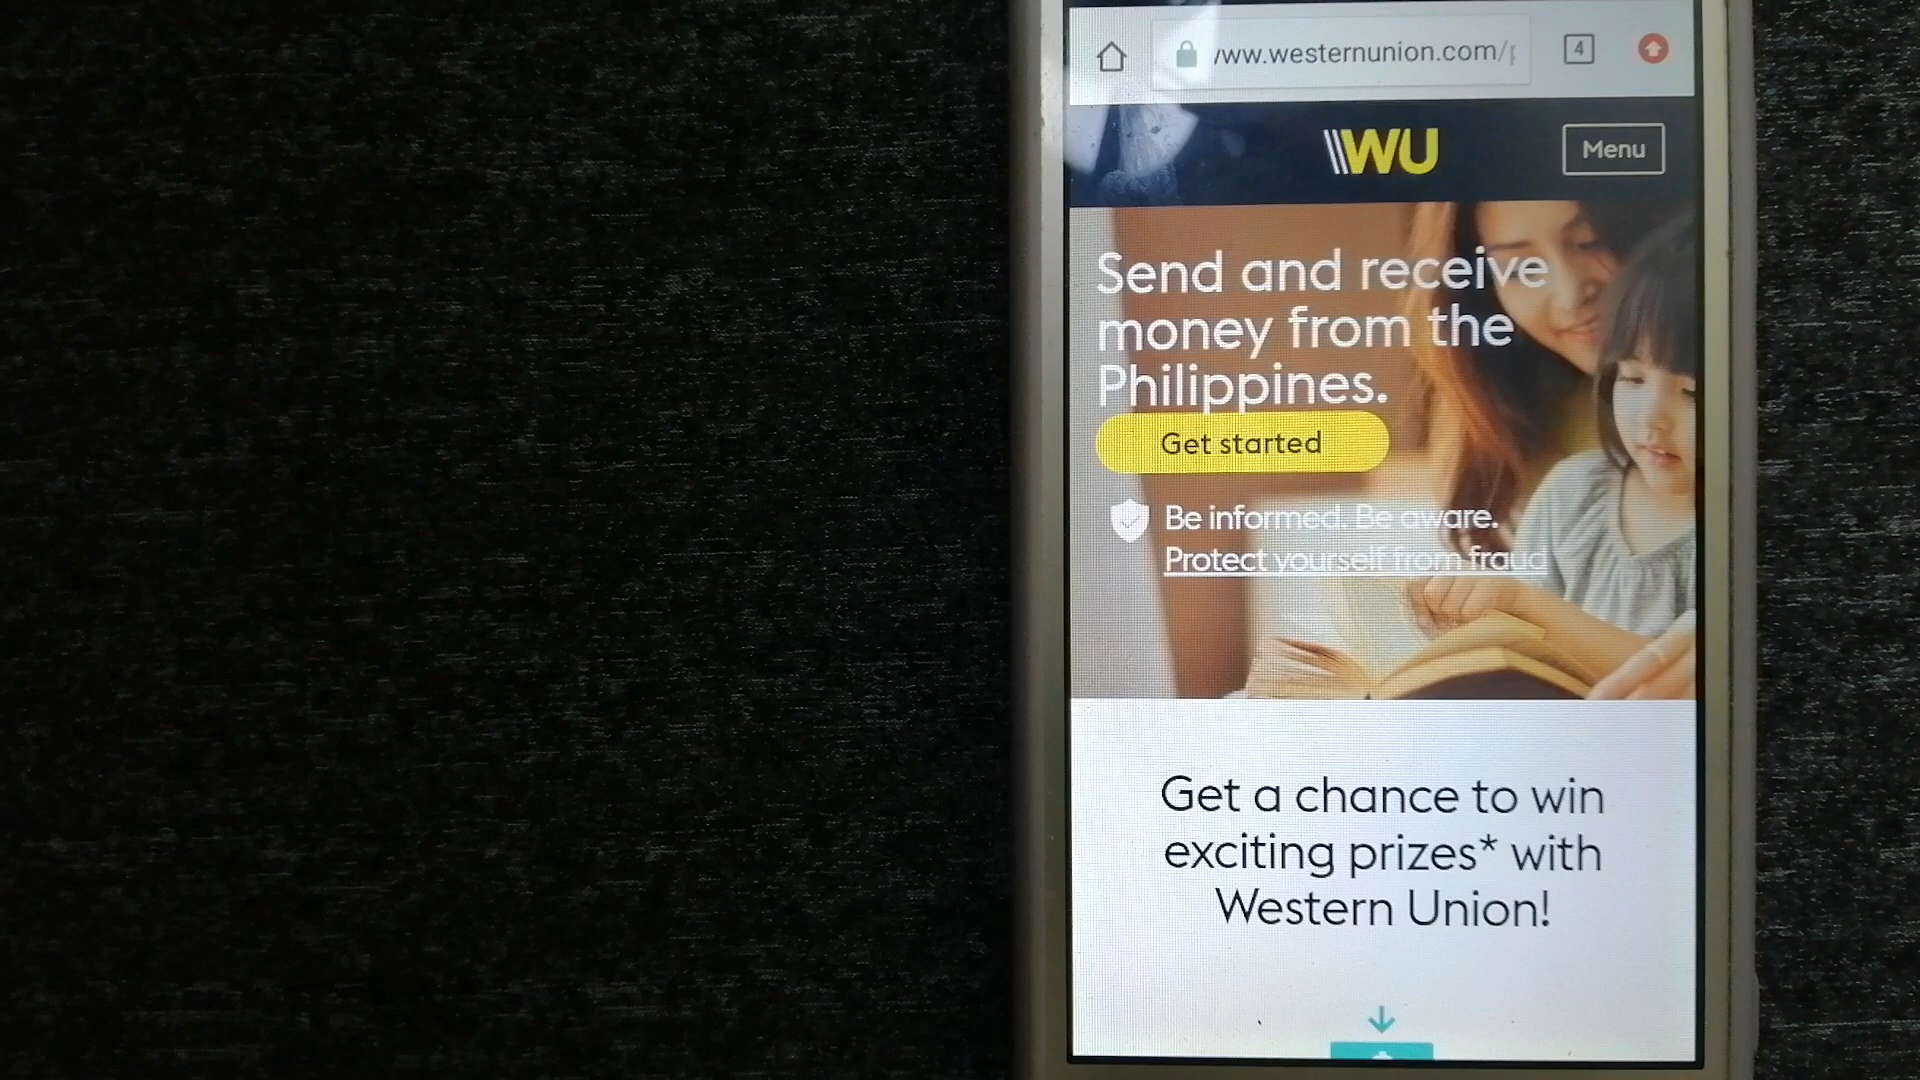 www.westernunion.com/
4
WU
Menu
Send and receive
money from the
Philippines.
Get started
Be informed. Be aware.
Protect yourself from fraud
Get a chance to win
exciting prizes* with
Western Union!